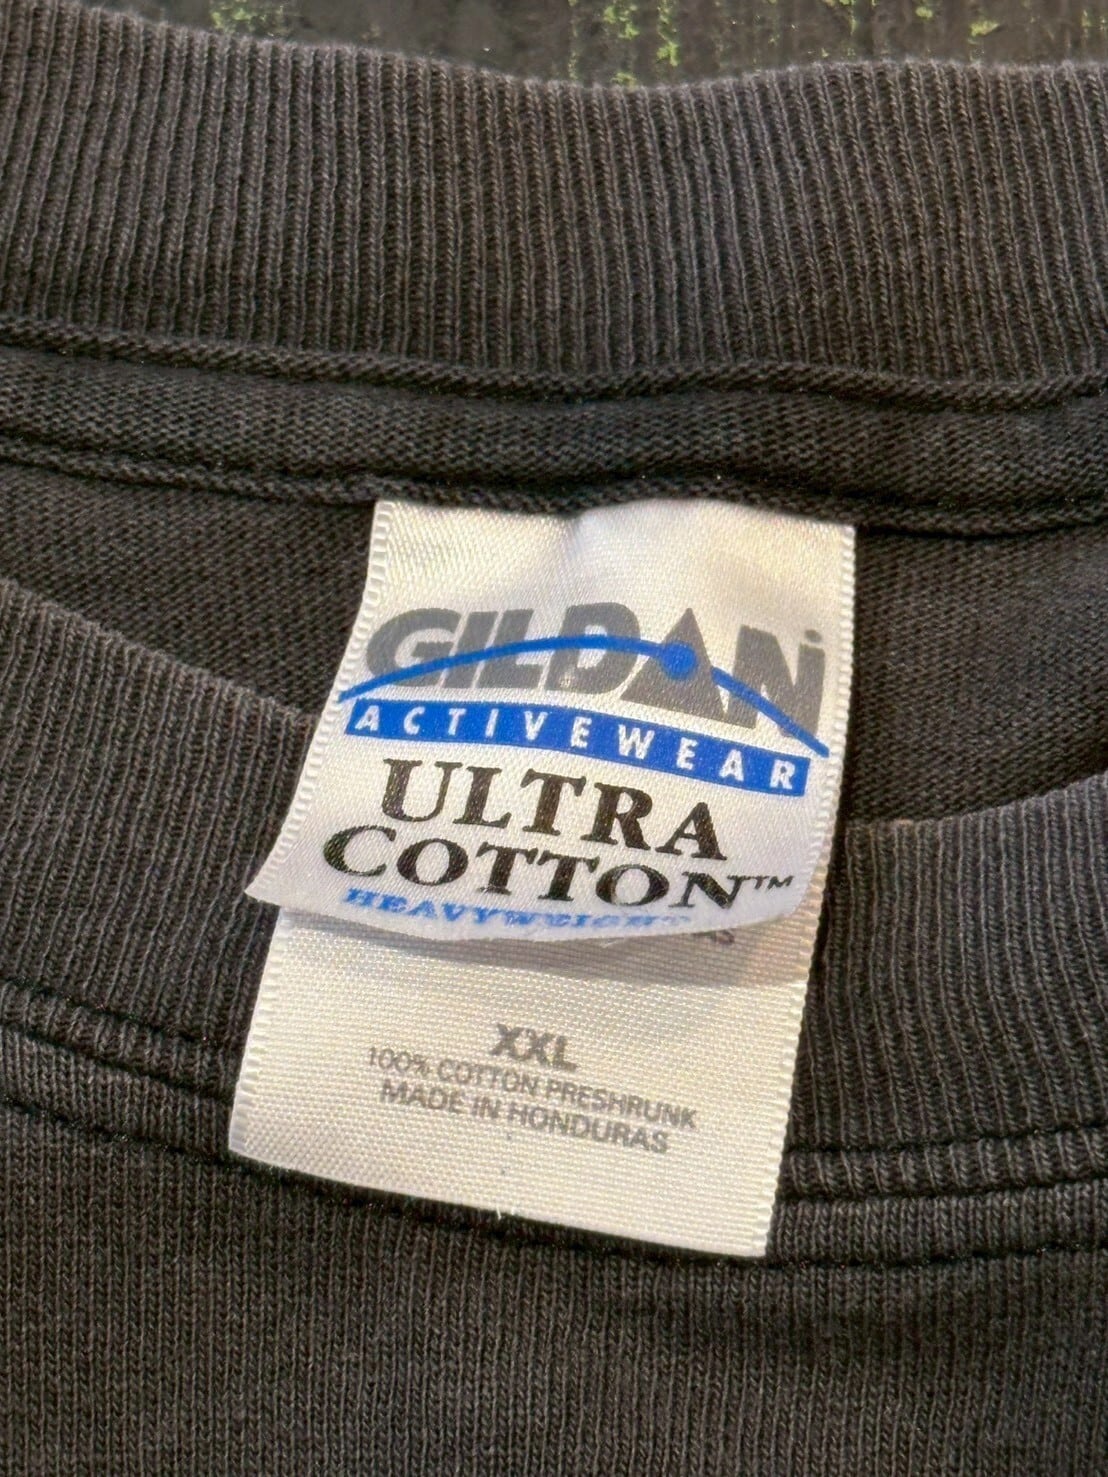 GILDAN
ACTIVEWEAR
ULTRA
COTTON™
HEAVYWEIGHT
XXL
100% COTTON PRESHRUNK
MADE IN HONDURAS